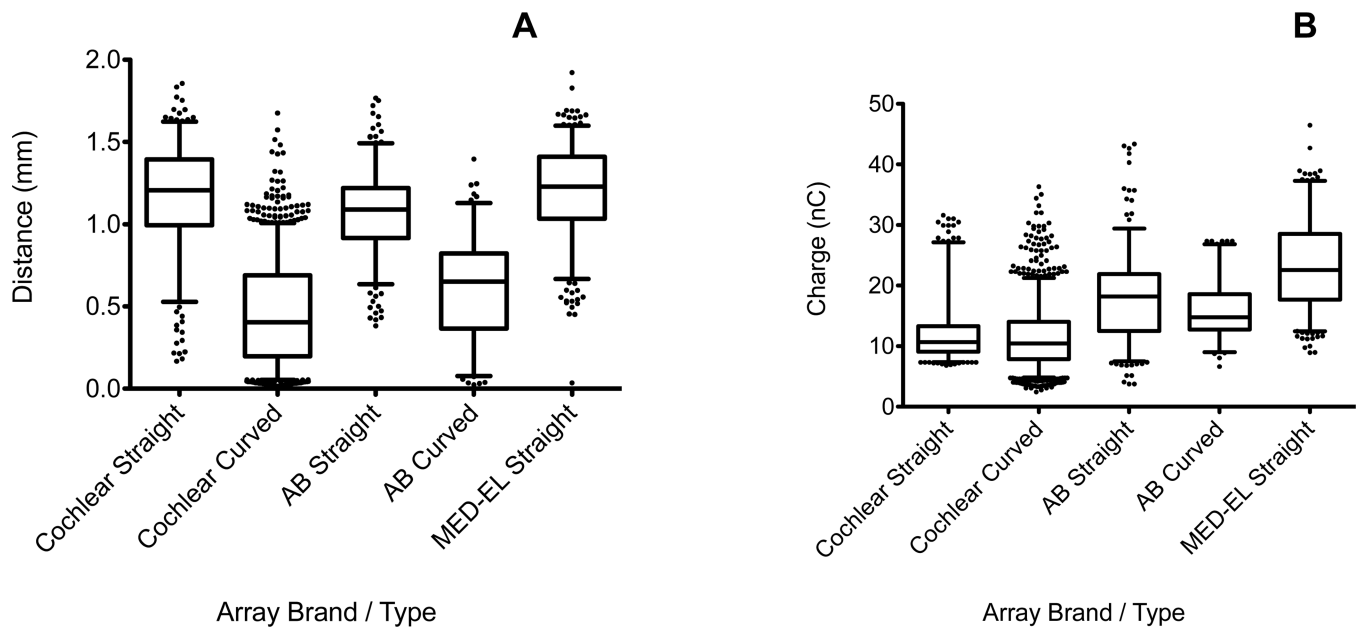 A
Distance (mm)
2.0
1.5
1.0
0.5
0.0
Cochlear Straight
Cochlear Curved
AB Straight
AB Curved
MED-EL Straight
Array Brand / Type
B
Charge (nC)
50
40
30
20
10
0
Cochlear Straight
Cochlear Curved
AB Straight
AB Curved
MED-EL Straight
Array Brand / Type